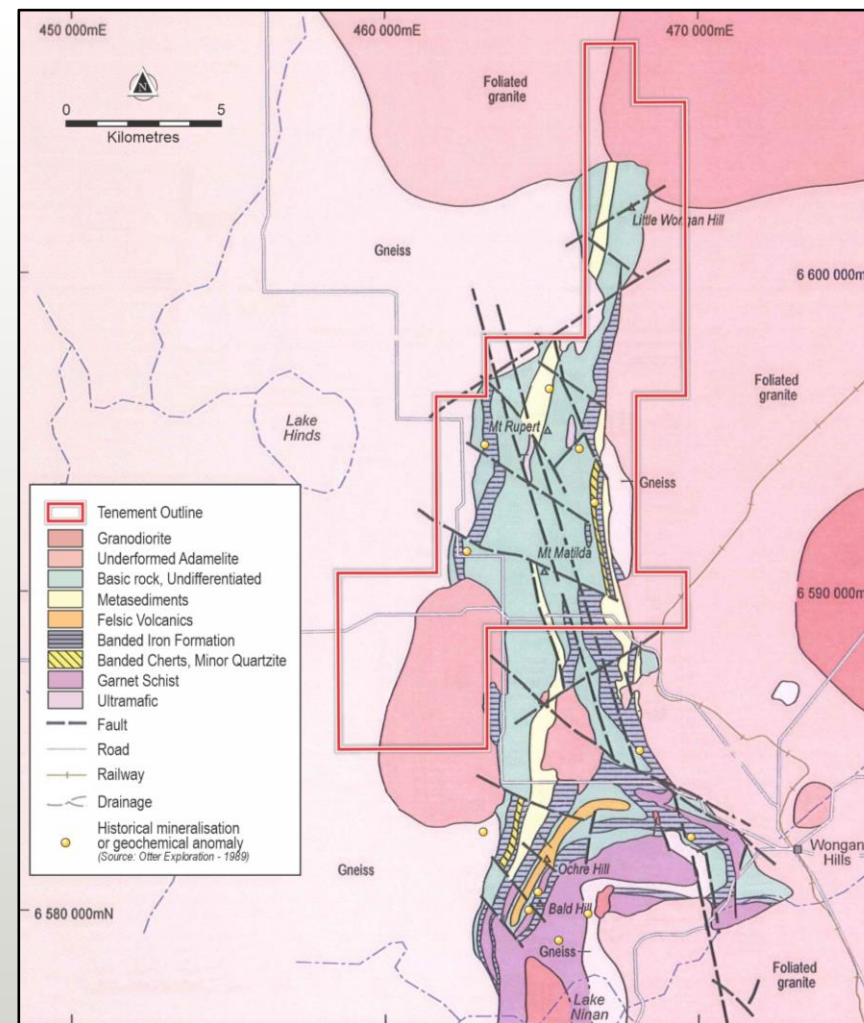 450 000mE
460 000mE
470 000mE
N
0
5
Kilometres
Foliated
granite
Little Wongan Hill
Gneiss
6 600 000m
Lake
Hinds
Mt Rupert
Foliated
granite
Gneiss
Mt Matilda
6 590 000m
Tenement Outline
Granodiorite
Underformed Adamelite
Basic rock, Undifferentiated
Metasediments
Felsic Volcanics
Banded Iron Formation
Banded Cherts, Minor Quartzite
Garnet Schist
Ultramafic
Fault
Road
Railway
Drainage
Historical mineralisation
or geochemical anomaly
(Source: Otter Exploration - 1989)
Wongan
Hills
Gneiss
Ochre Hill
6 580 000mN
Bald Hill
Gneiss
Foliated
granite
Lake
Ninan